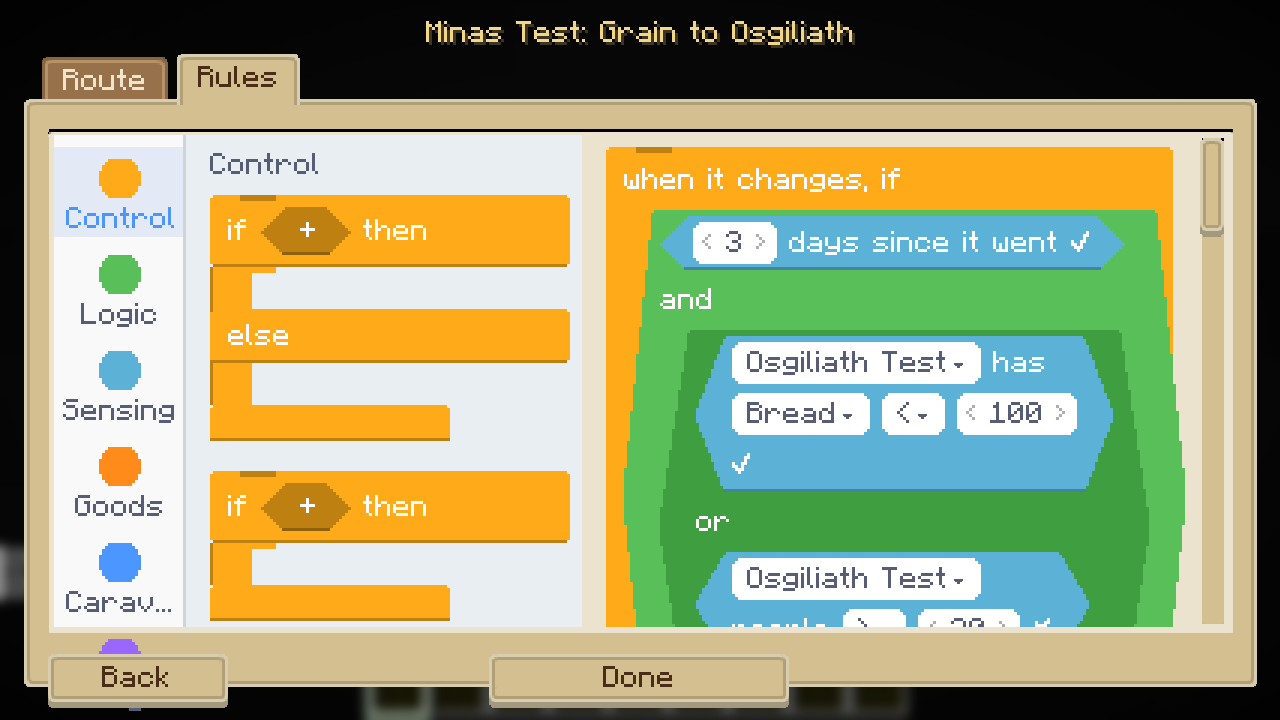 Minas Test: Grain to Osgiliath
Route
Rules
Control
Logic
Sensing
Goods
Carav...
Control
if + then
else
if + then
when it changes, if
< 3 > days since it went ✓
and
Osgiliath Test has
Bread < < 100 >
✓
or
Osgiliath Test
Back
Done